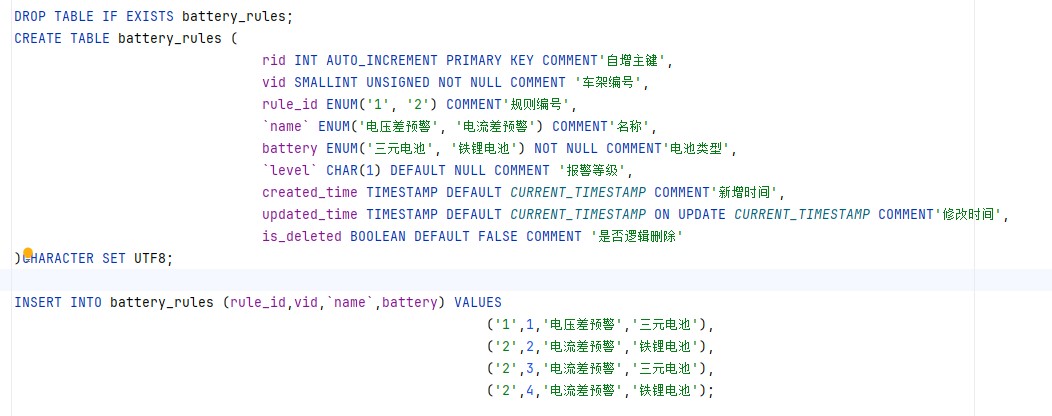 DROP TABLE IF EXISTS battery_rules;
CREATE TABLE battery_rules (
rid INT AUTO_INCREMENT PRIMARY KEY COMMENT'自增主键',
vid SMALLINT UNSIGNED NOT NULL COMMENT '车架编号',
rule_id ENUM('1', '2') COMMENT'规则编号',
`name` ENUM('电压差预警', '电流差预警') COMMENT'名称',
battery ENUM('三元电池', '铁锂电池') NOT NULL COMMENT'电池类型',
`level` CHAR(1) DEFAULT NULL COMMENT '报警等级',
created_time TIMESTAMP DEFAULT CURRENT_TIMESTAMP COMMENT'新增时间',
updated_time TIMESTAMP DEFAULT CURRENT_TIMESTAMP ON UPDATE CURRENT_TIMESTAMP COMMENT'修改时间',
is_deleted BOOLEAN DEFAULT FALSE COMMENT '是否逻辑删除'
)CHARACTER SET UTF8;
INSERT INTO battery_rules (rule_id,vid,`name`,battery) VALUES
('1',1,'电压差预警','三元电池'),
('2',2,'电流差预警','铁锂电池'),
('2',3,'电流差预警','三元电池'),
('2',4,'电流差预警','铁锂电池');